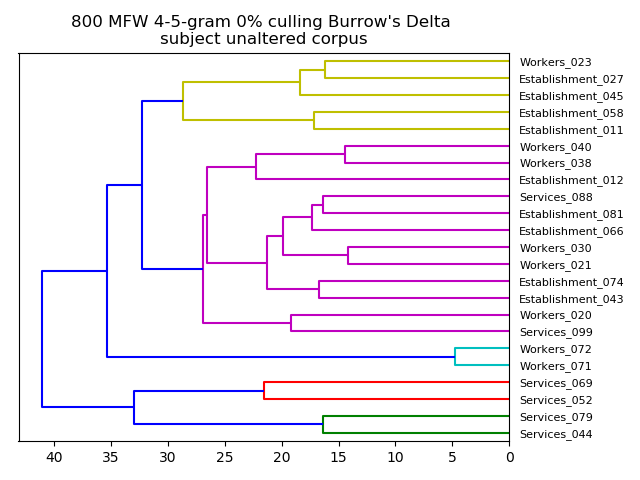 800 MFW 4-5-gram 0% culling Burrow's Delta
subject unaltered corpus
Workers_023
Establishment_027
Establishment_045
Establishment_058
Establishment_011
Workers_040
Workers_038
Establishment_012
Services_088
Establishment_081
Establishment_066
Workers_030
Workers_021
Establishment_074
Establishment_043
Workers_020
Services_099
Workers_072
Workers_071
Services_069
Services_052
Services_079
Services_044
40 35 30 25 20 15 10 5 0